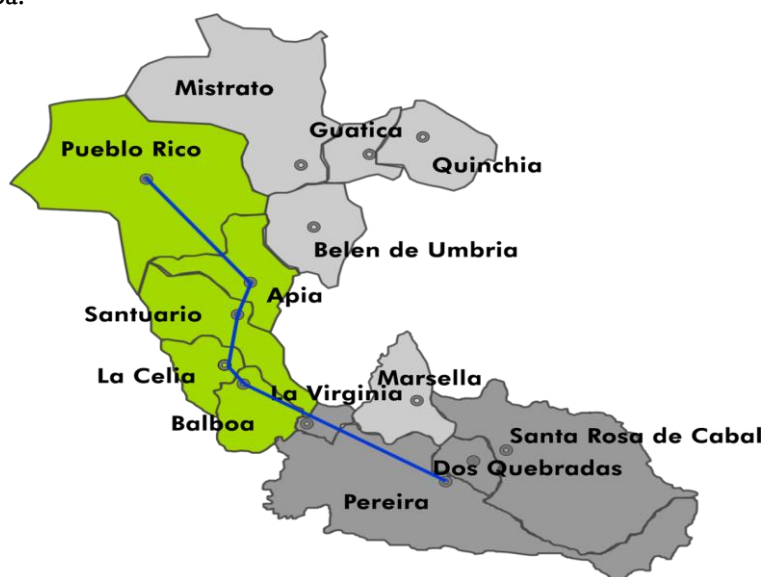 Mistrato
Guatica
Pueblo Rico
Quinchia
Belen de Umbria
Apia
Santuario
La Celia
Marsella
La Virginia
Balboa
Santa Rosa de Cabal
Dos Quebradas
Pereira